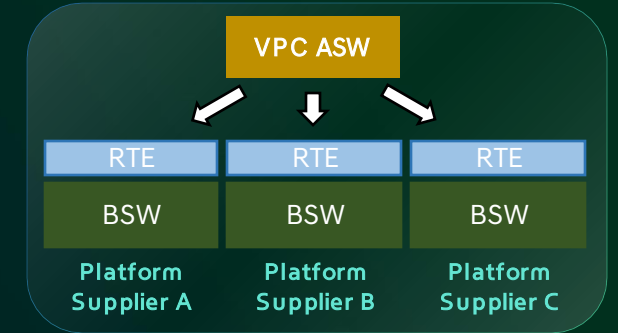 VPC ASW
RTE
RTE
RTE
BSW
BSW
BSW
Platform
Supplier A
Platform
Supplier B
Platform
Supplier C